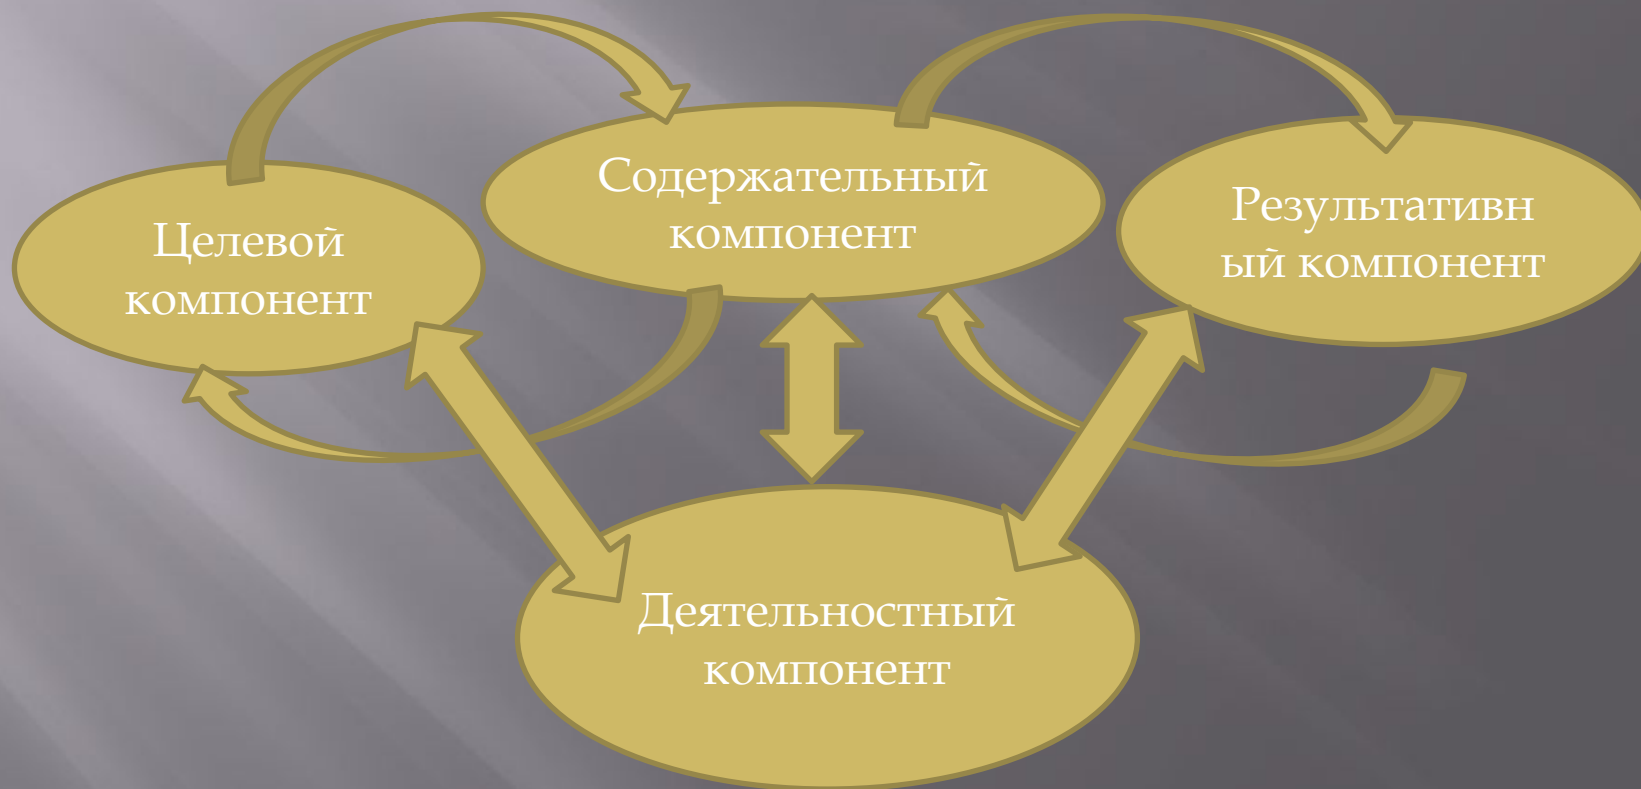 Целевой
компонент
Содержательный
компонент
Результативн
ый компонент
Деятельностный
компонент